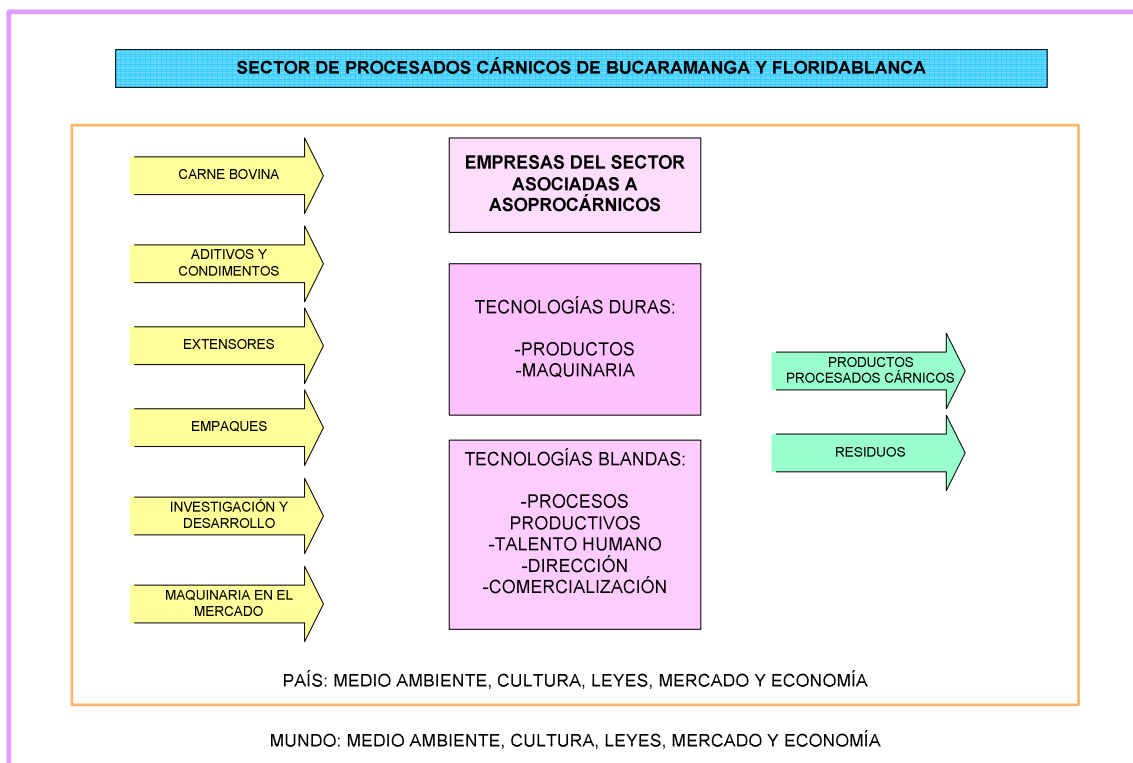 SECTOR DE PROCESADOS CÁRNICOS DE BUCARAMANGA Y FLORIDABLANCA
CARNE BOVINA
ADITIVOS Y
CONDIMENTOS
EXTENSORES
EMPAQUES
INVESTIGACIÓN Y
DESARROLLO
MAQUINARIA EN EL
MERCADO
EMPRESAS DEL SECTOR
ASOCIADAS A
ASOPROCÁRNICOS
TECNOLOGÍAS DURAS:
-PRODUCTOS
-MAQUINARIA
TECNOLOGÍAS BLANDAS:
-PROCESOS
PRODUCTIVOS
-TALENTO HUMANO
-DIRECCIÓN
-COMERCIALIZACIÓN
PRODUCTOS
PROCESADOS CÁRNICOS
RESIDUOS
PAÍS: MEDIO AMBIENTE, CULTURA, LEYES, MERCADO Y ECONOMÍA
MUNDO: MEDIO AMBIENTE, CULTURA, LEYES, MERCADO Y ECONOMÍA